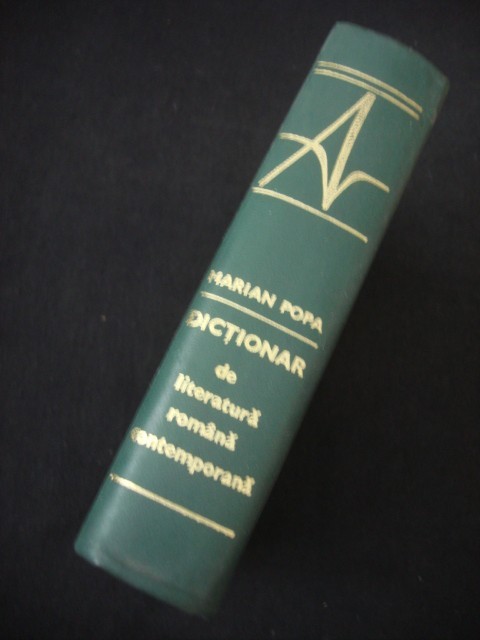 MARIAN POPA
DICȚIONAR
de
literatură
română
contemporană